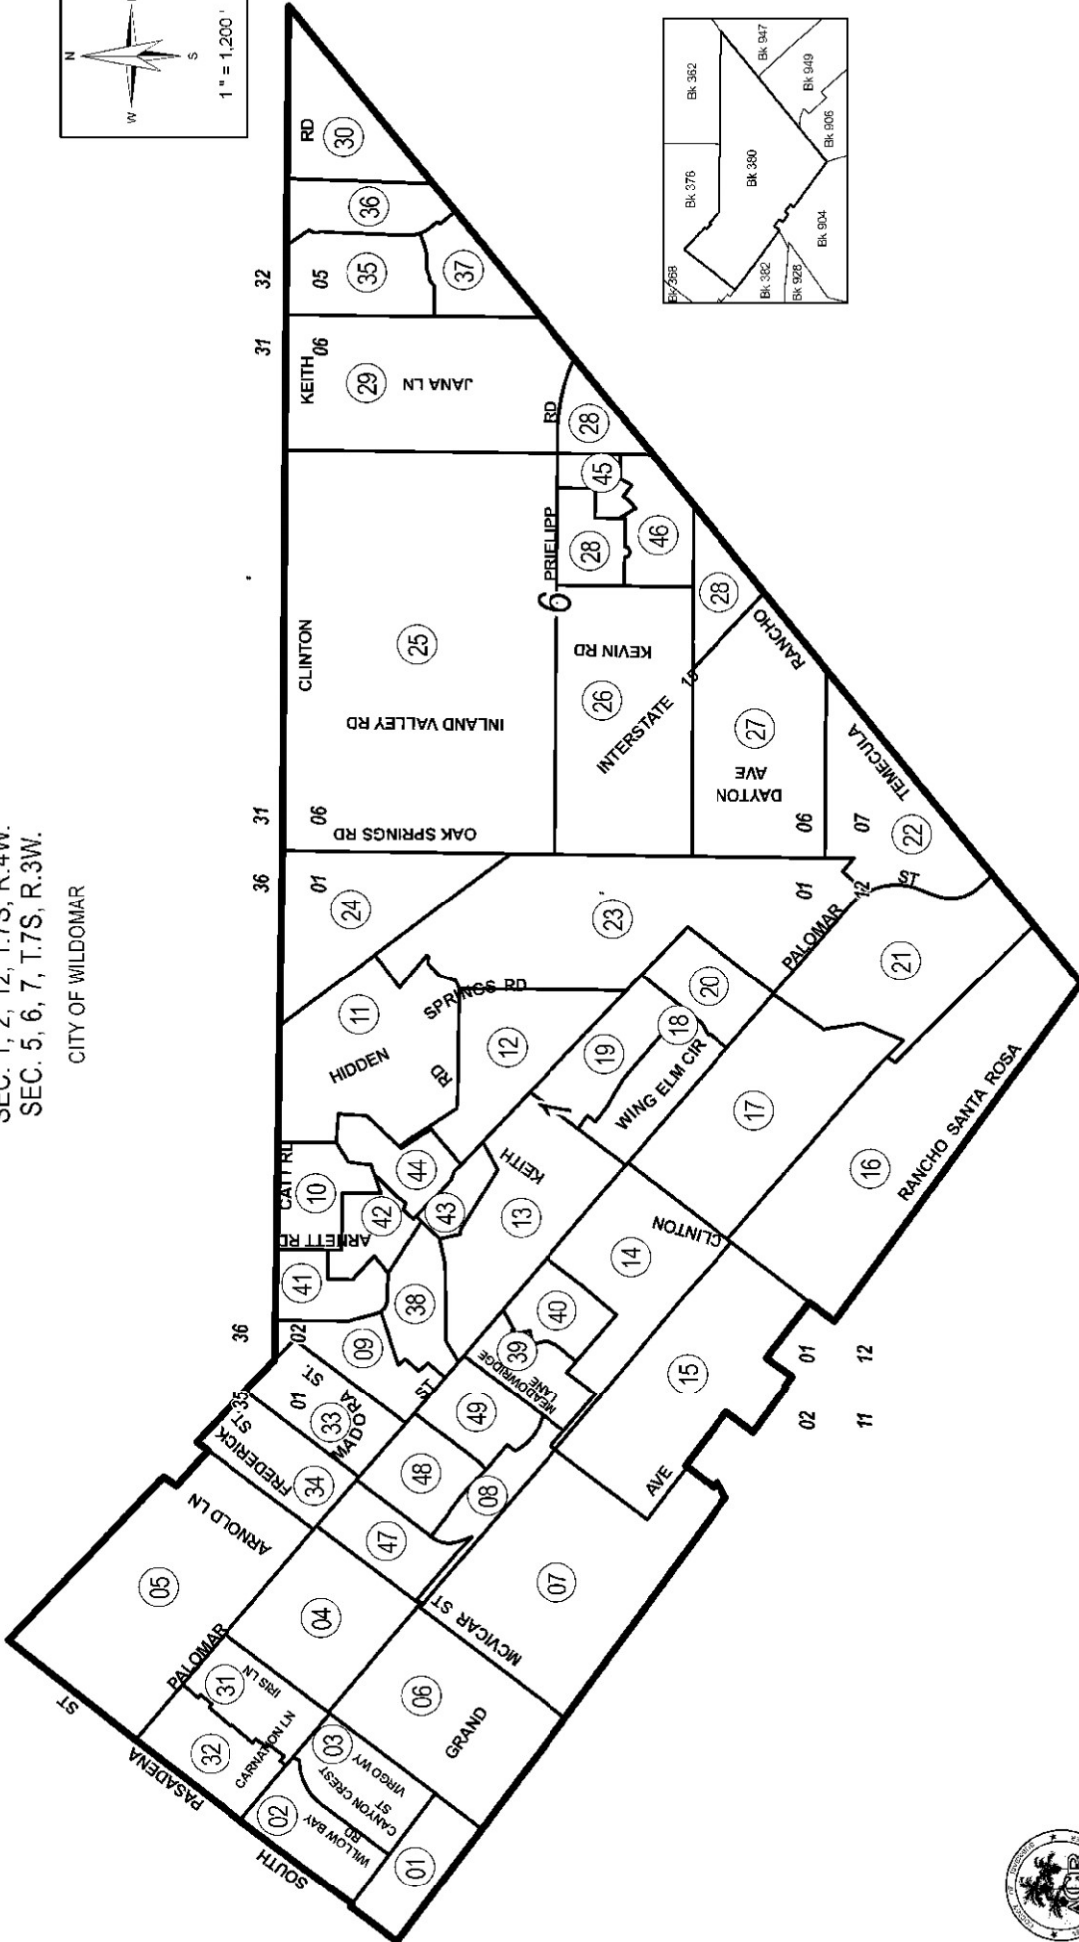 SEC. 1, 2, 12, T.7S, R.4W.
SEC. 5, 6, 7, T.7S, R.3W.
CITY OF WILDOMAR
N
S
W
1 " = 1,200 '
Bk 362
Bk 947
Bk 949
Bk 906
Bk 376
Bk 380
Bk 904
Bk 368
Bk 382
Bk 928
RD
30
36
32
05
35
37
31
06
KEITH
29
JANA LN
RD
28
45
CLINTON
25
PRIELIPP
28
46
6
28
INLAND VALLEY RD
KEVIN RD
26
INTERSTATE
15
RANCHO
27
DAYTON
AVE
TEMECULA
31
06
OAK SPRINGS RD
06
07
22
36
01
24
23
01
12
ST
PALOMAR
21
11
SPRINGS RD
HIDDEN
RD
12
20
19
18
WING ELM CIR
1
17
16
RANCHO SANTA ROSA
CATT RD
10
44
KEITH
43
13
42
ARNETT RD
CLINTON
14
41
38
40
36
02
09
39
MEADOWRIDGE
LANE
15
01
12
02
11
ST.
01
33
MADORA
ST
49
35
ST.
FREDERICK
34
48
08
AVE
ARNOLD LN
47
05
04
MCVICAR ST
07
PALOMAR
31
IRIS LN
06
GRAND
ST
32
CARNATION LN
03
VIRGO WY
CANYON CREST
ST
PASADENA
02
WILLOW BAY
RD
01
SOUTH
ACR